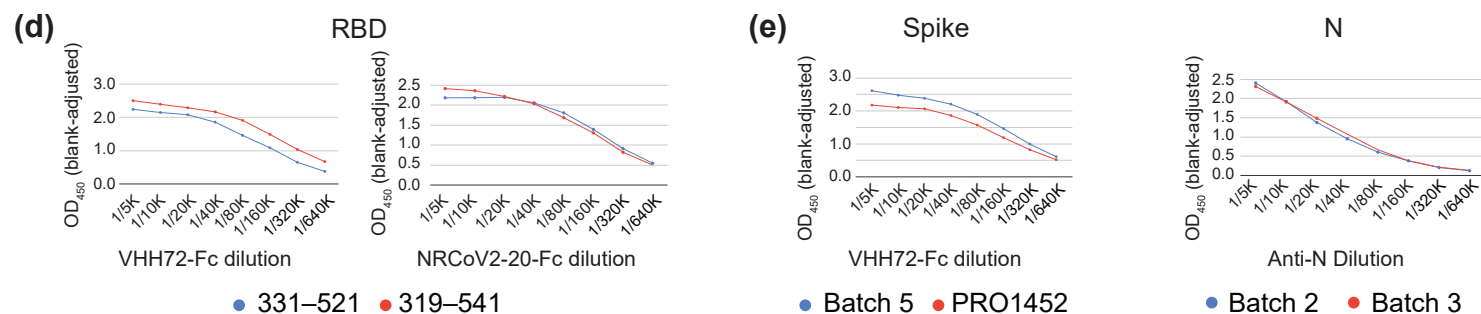 (d)
RBD
OD450 (blank-adjusted)
3.0
2.0
1.0
0.0
1/5K
1/10K
1/20K
1/40K
1/80K
1/160K
1/320K
1/640K
VHH72-Fc dilution
OD450 (blank-adjusted)
2.5
2.0
1.5
1.0
0.5
0.0
1/5K
1/10K
1/20K
1/40K
1/80K
1/160K
1/320K
1/640K
NRCoV2-20-Fc dilution
331–521 319–541
(e)
Spike
OD450 (blank-adjusted)
3.0
2.0
1.0
0.0
1/5K
1/10K
1/20K
1/40K
1/80K
1/160K
1/320K
1/640K
VHH72-Fc dilution
Batch 5 PRO1452
N
OD450 (blank-adjusted)
2.5
2.0
1.5
1.0
0.5
0.0
1/5K
1/10K
1/20K
1/40K
1/80K
1/160K
1/320K
1/640K
Anti-N Dilution
Batch 2 Batch 3